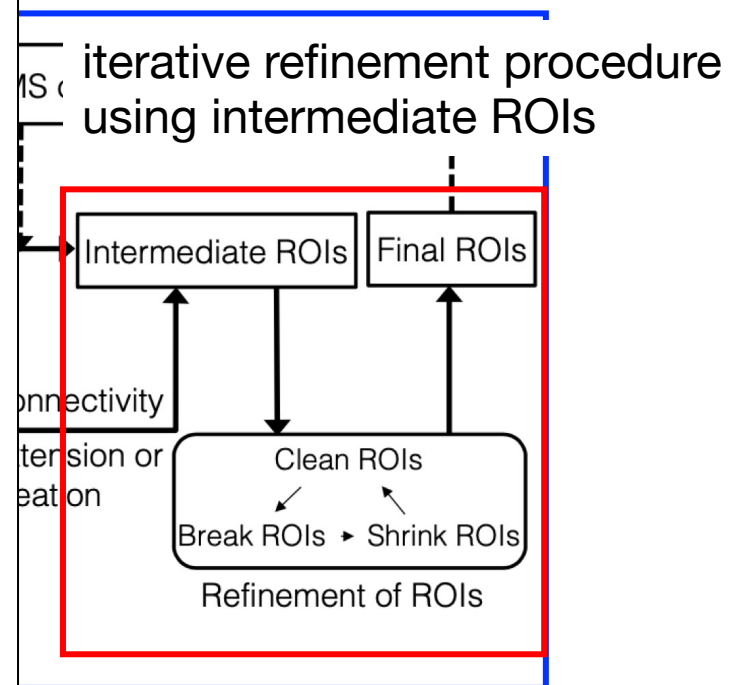 iterative refinement procedure
using intermediate ROIs
Intermediate ROIs
Final ROIs
Clean ROIs
Break ROIs
Shrink ROIs
or
Refinement of ROIs